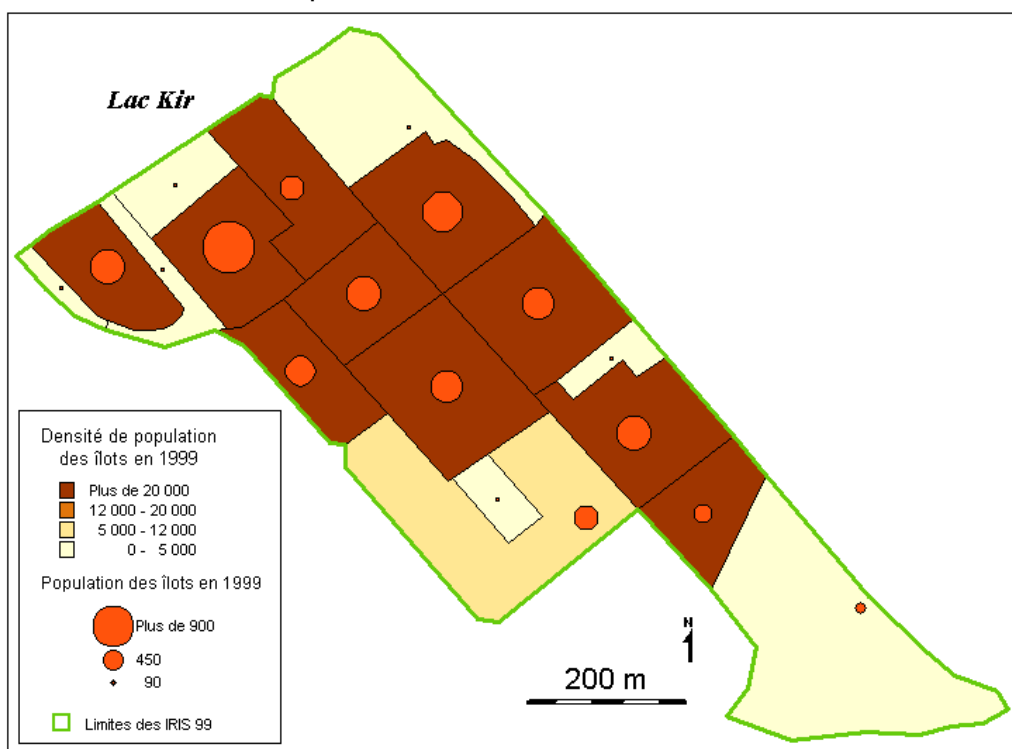 Lac Kir
Densité de population
des îlots en 1999
Plus de 20 000
12 000 - 20 000
5 000 - 12 000
0 - 5 000
Population des îlots en 1999
Plus de 900
450
90
Limites des IRIS 99
N
200 m